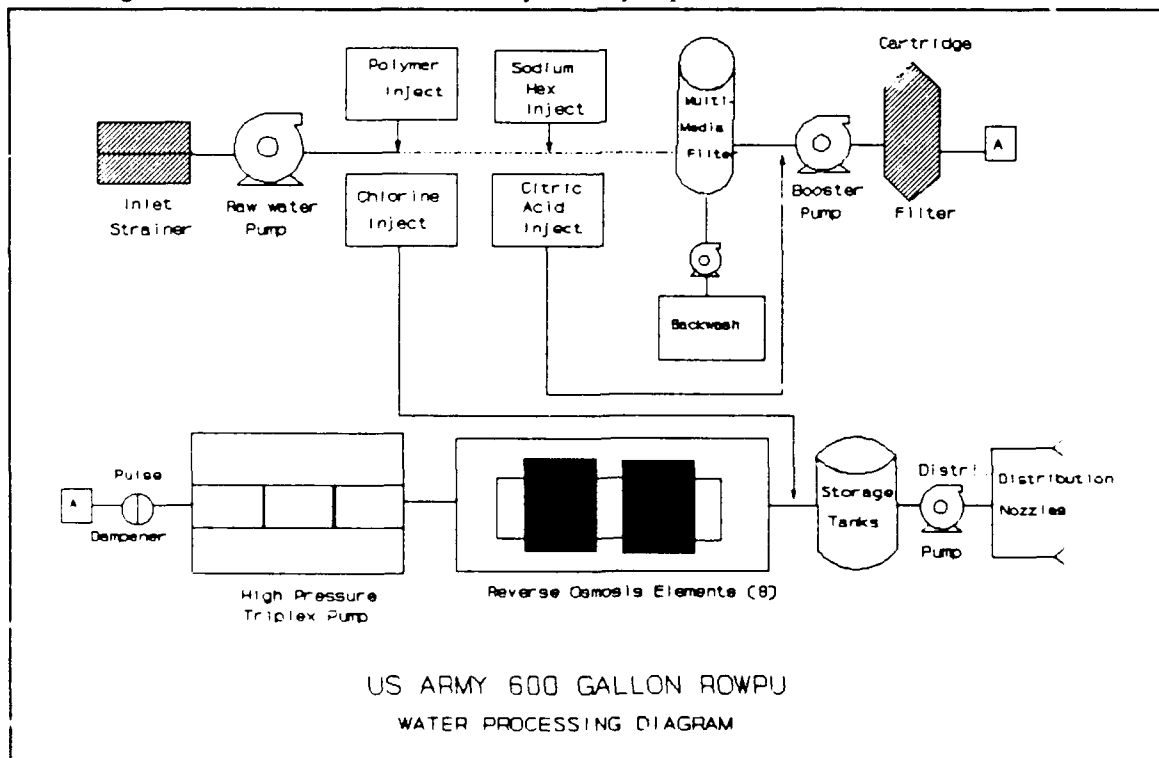 Cartridge
Polymer
Inject
Sodium
Hex
Inject
Multi-
Media
Filter
A
Inlet
Strainer
Raw water
Pump
Chlorine
Inject
Citric
Acid
Inject
Booster
Pump
Filter
Backwash
Pulse
A
Dampener
Storage
Tanks
Distri
Pump
Distribution
Nozzles
High Pressure
Triplex Pump
Reverse Osmosis Elements (8)
US ARMY 600 GALLON ROWPU
WATER PROCESSING DIAGRAM